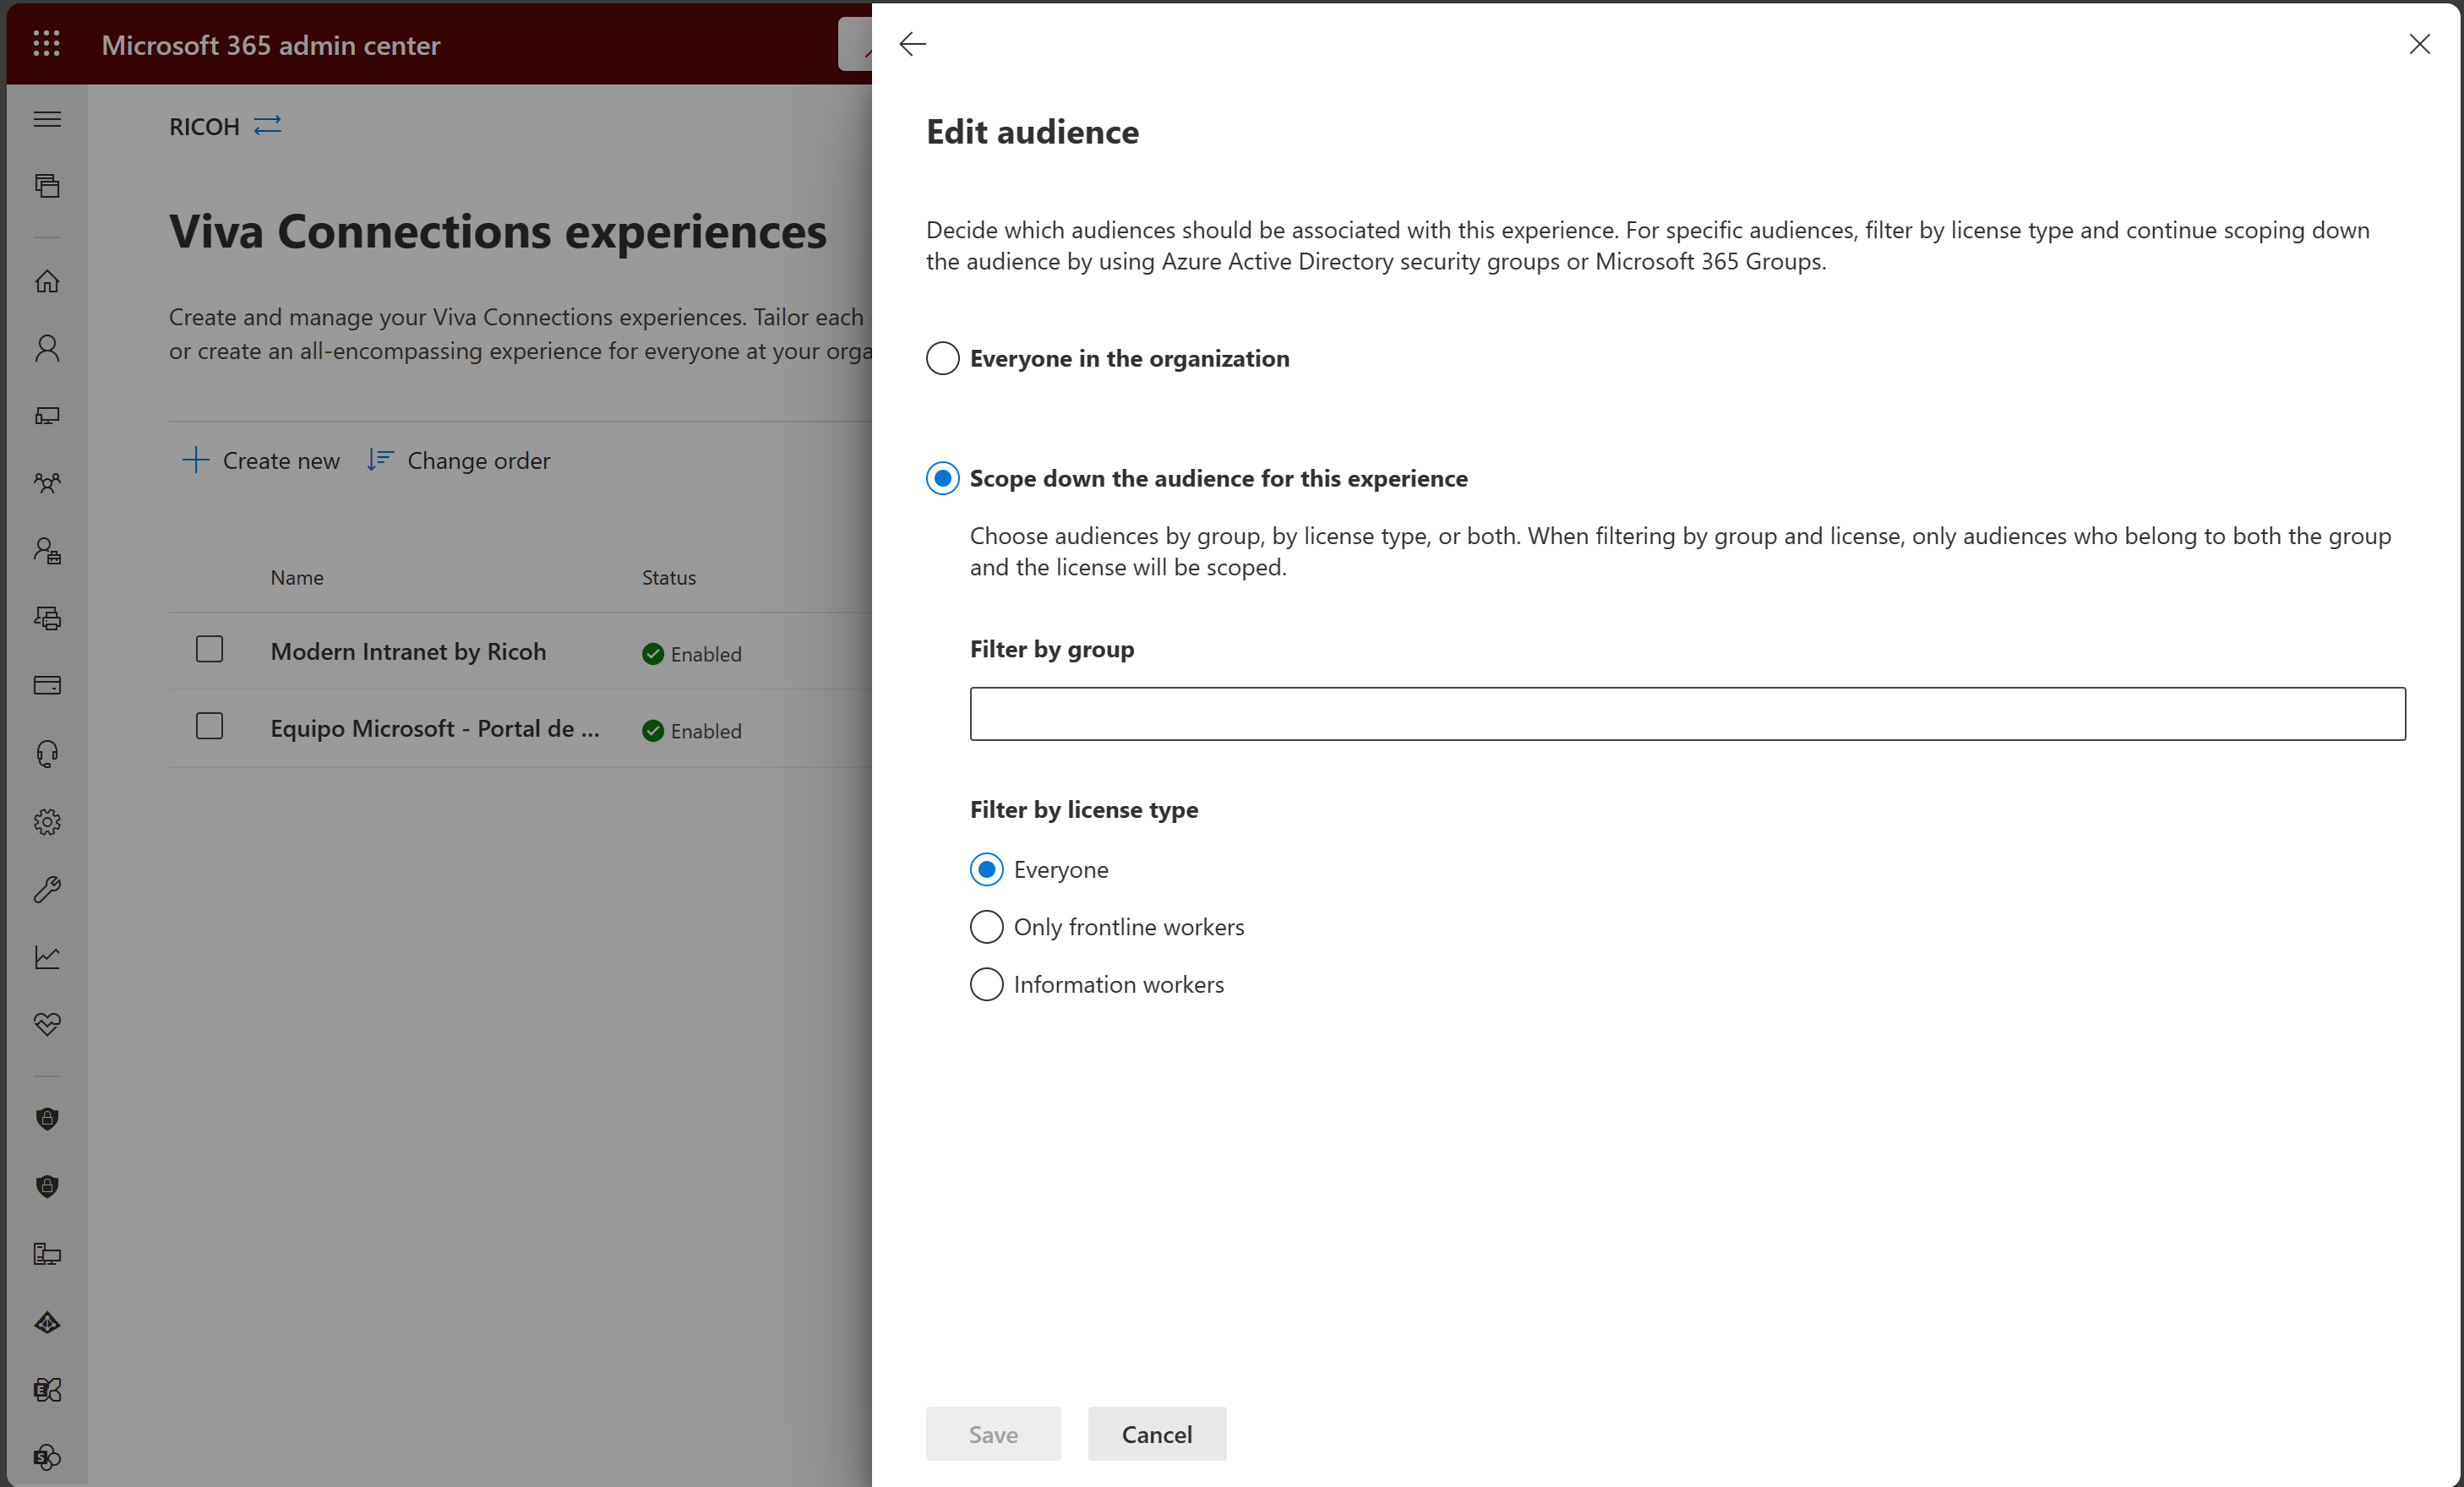 Microsoft 365 admin center
RICOH
Viva Connections experiences
Create and manage your Viva Connections experiences. Tailor each
or create an all-encompassing experience for everyone at your orga
Create new
Change order
Name
Status
Modern Intranet by Ricoh
Enabled
Equipo Microsoft - Portal de ...
Enabled
Edit audience
Decide which audiences should be associated with this experience. For specific audiences, filter by license type and continue scoping down
the audience by using Azure Active Directory security groups or Microsoft 365 Groups.
Everyone in the organization
Scope down the audience for this experience
Choose audiences by group, by license type, or both. When filtering by group and license, only audiences who belong to both the group
and the license will be scoped.
Filter by group
Filter by license type
Everyone
Only frontline workers
Information workers
Save
Cancel